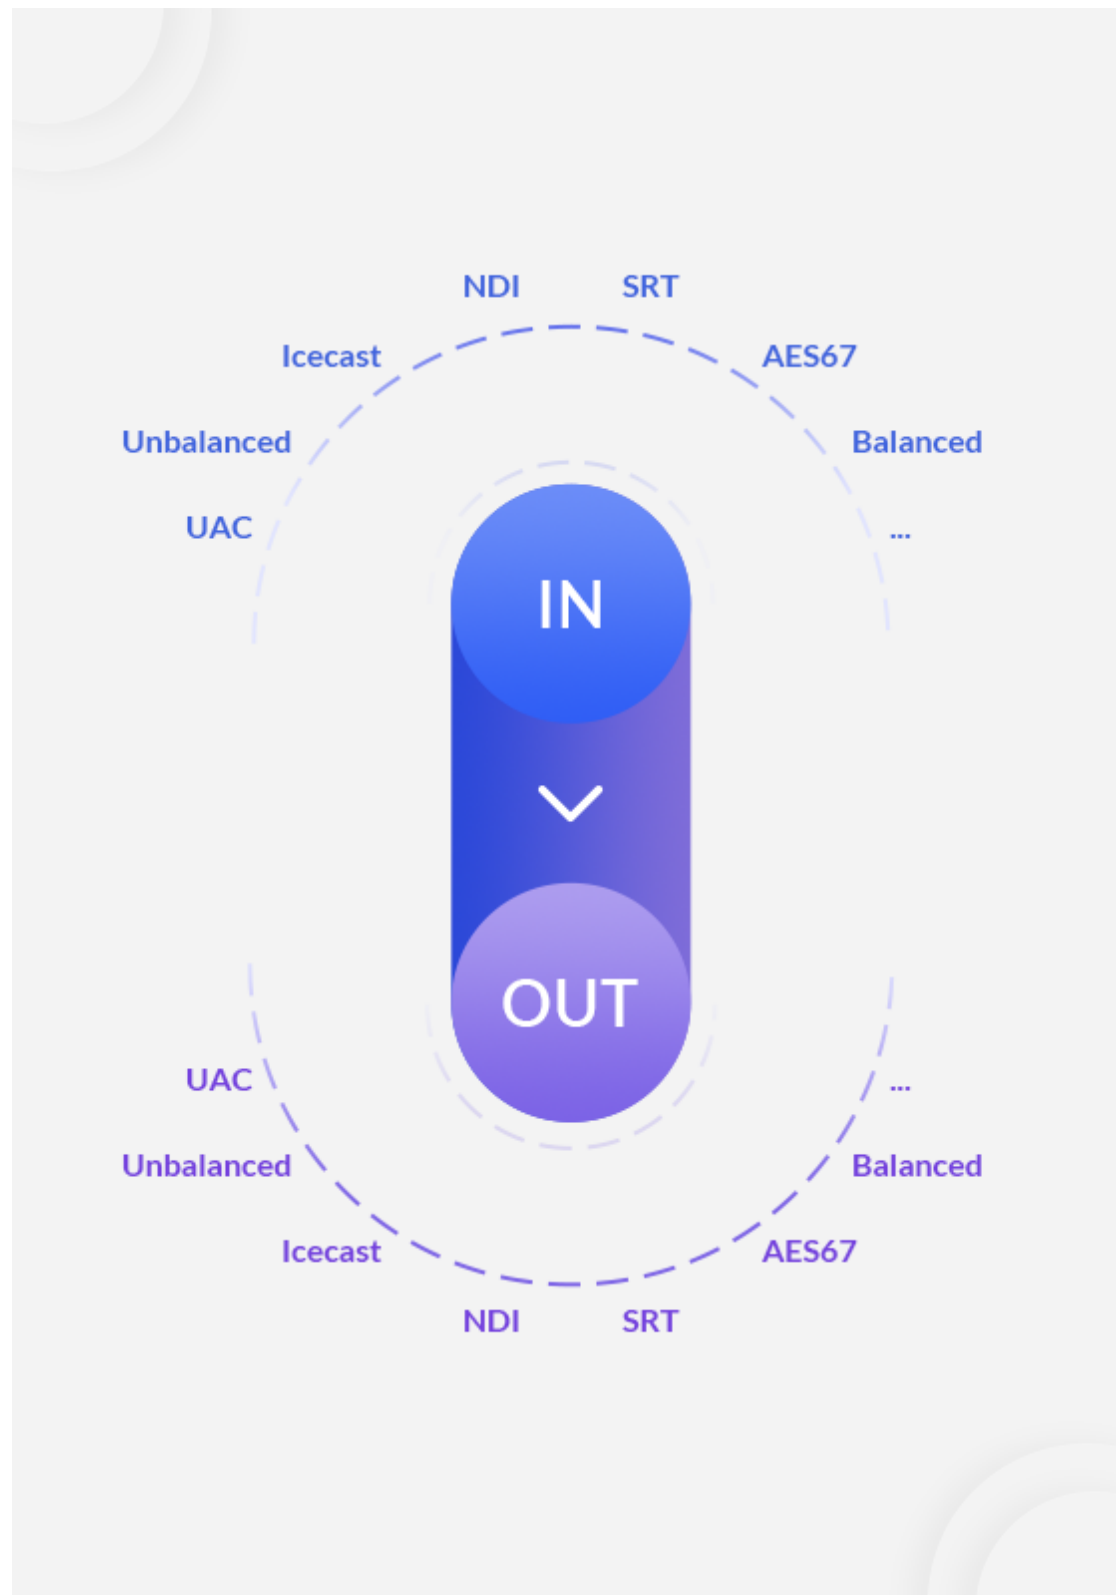 NDI SRT
Icecast AES67
Unbalanced Balanced
UAC ...
IN
OUT
UAC ...
Unbalanced Balanced
Icecast AES67
NDI SRT